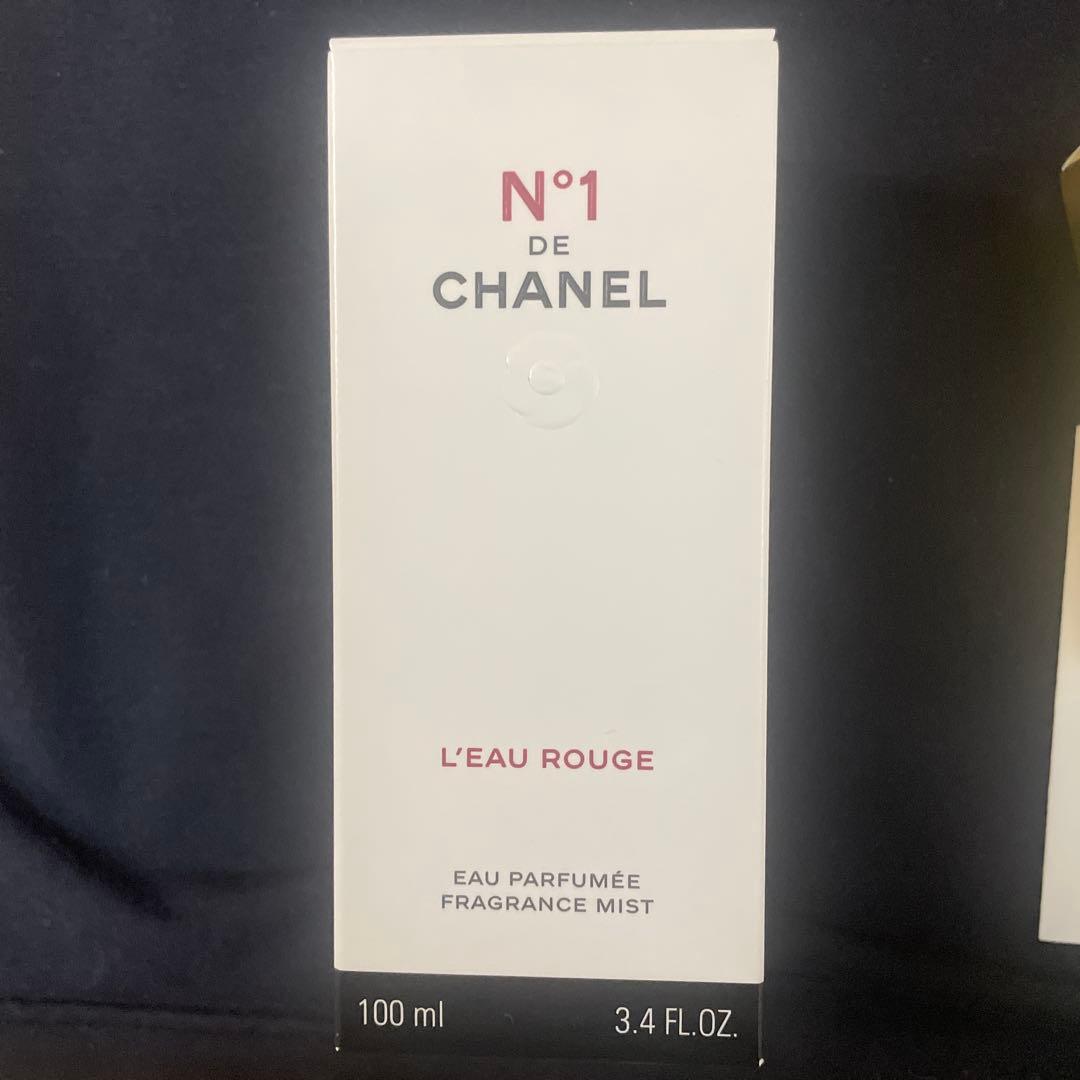 N°1
DE
CHANEL
L'EAU ROUGE
EAU PARFUMÉE
FRAGRANCE MIST
100 ml 3.4 FL.OZ.